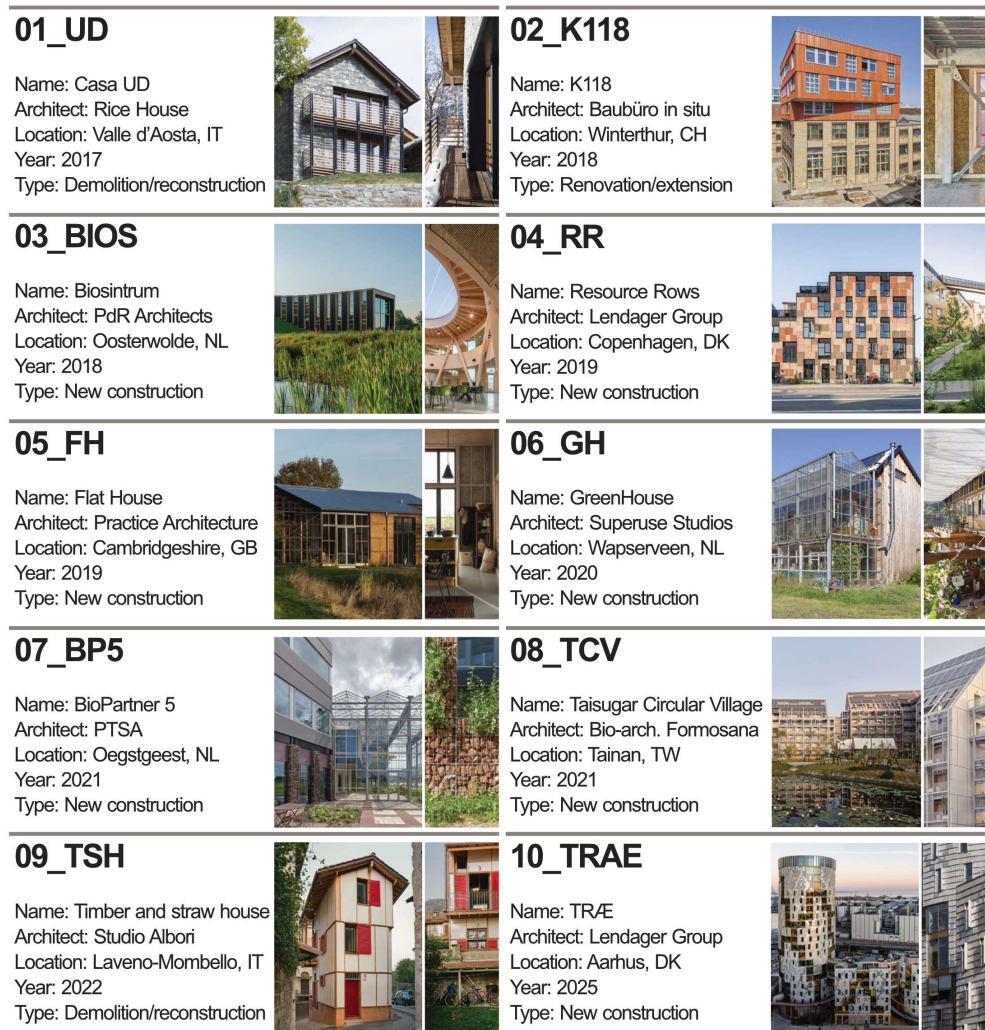 01_UD
Name: Casa UD
Architect: Rice House
Location: Valle d'Aosta, IT
Year: 2017
Type: Demolition/reconstruction
02_K118
Name: K118
Architect: Baubüro in situ
Location: Winterthur, CH
Year: 2018
Type: Renovation/extension
03_BIOS
Name: Biosintrum
Architect: PdR Architects
Location: Oosterwolde, NL
Year: 2018
Type: New construction
04_RR
Name: Resource Rows
Architect: Lendager Group
Location: Copenhagen, DK
Year: 2019
Type: New construction
05_FH
Name: Flat House
Architect: Practice Architecture
Location: Cambridgeshire, GB
Year: 2019
Type: New construction
06_GH
Name: GreenHouse
Architect: Superuse Studios
Location: Wapserveen, NL
Year: 2020
Type: New construction
07_BP5
Name: BioPartner 5
Architect: PTSA
Location: Oegstgeest, NL
Year: 2021
Type: New construction
08_TCV
Name: Taisugar Circular Village
Architect: Bio-arch. Formosana
Location: Tainan, TW
Year: 2021
Type: New construction
09_TSH
Name: Timber and straw house
Architect: Studio Albori
Location: Laveno-Mombello, IT
Year: 2022
Type: Demolition/reconstruction
10_TRAE
Name: TRÆ
Architect: Lendager Group
Location: Aarhus, DK
Year: 2025
Type: New construction